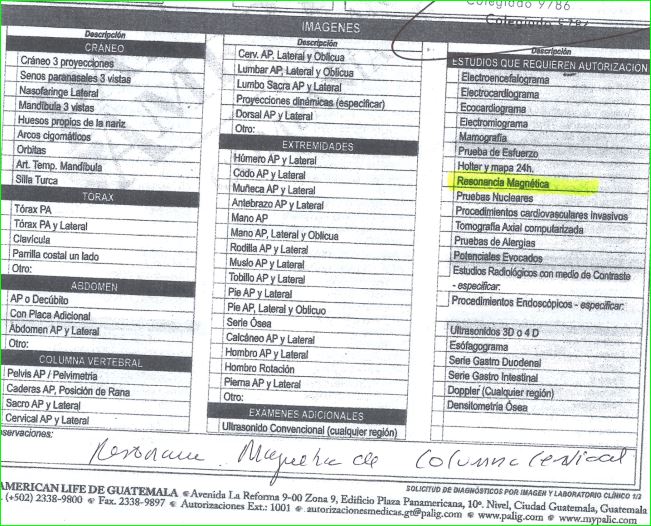 Colegiado 9786
Colegiado 9786
IMAGENES
Descripción
CRÁNEO
Cráneo 3 proyecciones
Senos paranasales 3 vistas
Nasofaringe Lateral
Mandíbula 3 vistas
Huesos propios de la nariz
Arcos cigomáticos
Orbitas
Art. Temp. Mandíbula
Silla Turca
TORAX
Tórax PA
Tórax PA y Lateral
Clavícula
Parrilla costal un lado
Otro:
ABDOMEN
AP o Decúbito
Con Placa Adicional
Abdomen AP y Lateral
Otro:
COLUMNA VERTEBRAL
Pelvis AP / Pelvimetría
Caderas AP, Posición de Rana
Sacro AP y Lateral
Cervical AP y Lateral
Descripción
Cerv. AP, Lateral y Oblicua
Lumbar AP, Lateral y Oblicua
Lumbo Sacra AP y Lateral
Proyecciones dinámicas (especificar)
Dorsal AP y Lateral
Otro:
EXTREMIDADES
Húmero AP y Lateral
Codo AP y Lateral
Muñeca AP y Lateral
Antebrazo AP y Lateral
Mano AP
Mano AP, Lateral y Oblicua
Rodilla AP y Lateral
Muslo AP y Lateral
Tobillo AP y Lateral
Pie AP y Lateral
Pie AP, Lateral y Oblicuo
Serie Ósea
Calcáneo AP y Lateral
Hombro AP y Lateral
Hombro Rotación
Pierna AP y Lateral
Otro:
EXÁMENES ADICIONALES
Ultrasonido Convencional (cualquier región)
Descripción
ESTUDIOS QUE REQUIEREN AUTORIZACION
Electroencefalograma
Electrocardiograma
Ecocardiograma
Electromiograma
Mamografía
Prueba de Esfuerzo
Holter y mapa 24h.
Resonancia Magnética
Pruebas Nucleares
Procedimientos cardiovasculares invasivos
Tomografía Axial computarizada
Pruebas de Alergias
Potenciales Evocados
Estudios Radiológicos con medio de Contraste
- especificar:
Procedimientos Endoscópicos - especificar:
Ultrasonidos 3D o 4 D
Esófagograma
Serie Gastro Duodenal
Serie Gastro Intestinal
Doppler (Cualquier región)
Densitometría Ósea
servaciones: de Columna Cervical
SOLICITUD DE DIAGNÓSTICOS POR IMAGEN Y LABORATORIO CLÍNICO 1/2
AMERICAN LIFE DE GUATEMALA Avenida La Reforma 9-00 Zona 9, Edificio Plaza Panamericana, 10º. Nivel, Ciudad Guatemala, Guatemala
. (+502) 2338-9800 Fax. 2338-9897 Autorizaciones Ext.: 1001 autorizacionesmedicas.gt@palig.com www.palig.com www.mypalic.com